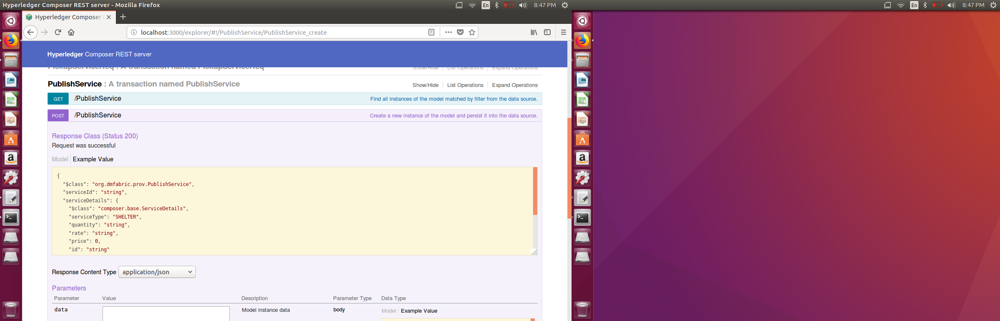 Hyperledger Composer REST server - Mozilla Firefox
En
8:47 PM
En
8:47 PM
Hyperledger Composer
localhost:3000/explorer/#!/PublishService/PublishService_create
Hyperledger Composer REST server
PickupServiceReq : A transaction named PickupServiceReq
Show/Hide
List Operations
Expand Operations
PublishService : A transaction named PublishService
Show/Hide
List Operations
Expand Operations
GET
/PublishService
Find all instances of the model matched by filter from the data source.
POST
/PublishService
Create a new instance of the model and persist it into the data source.
Response Class (Status 200)
Request was successful
Model
Example Value
{
"$class": "org.dmfabric.prov.PublishService",
"serviceId": "string",
"serviceDetails": {
"$class": "composer.base.ServiceDetails",
"serviceType": "SHELTER",
"quantity": "string",
"rate": "string",
"price": 0,
"id": "string"
Response Content Type
application/json
Parameters
Parameter
Value
Description
Parameter Type
Data Type
data
Model instance data
body
Model
Example Value